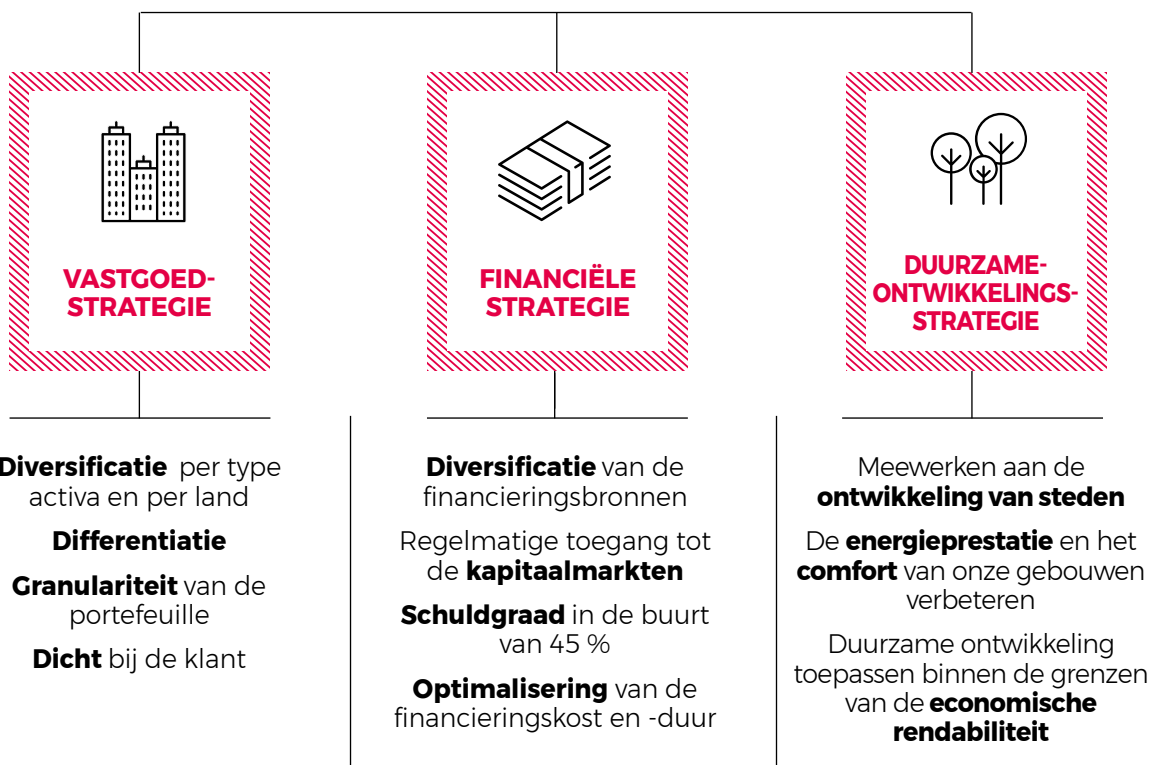 VASTGOED-
STRATEGIE
Diversificatie per type
activa en per land
Differentiatie
Granulariteit van de
portefeuille
Dicht bij de klant
FINANCIËLE
STRATEGIE
Diversificatie van de
financieringsbronnen
Regelmatige toegang tot
de kapitaalmarkten
Schuldgraad in de buurt
van 45 %
Optimalisering van de
financieringskost en -duur
DUURZAME-
ONTWIKKELINGS-
STRATEGIE
Meewerken aan de
ontwikkeling van steden
De energieprestatie en het
comfort van onze gebouwen
verbeteren
Duurzame ontwikkeling
toepassen binnen de grenzen
van de economische
rendabiliteit